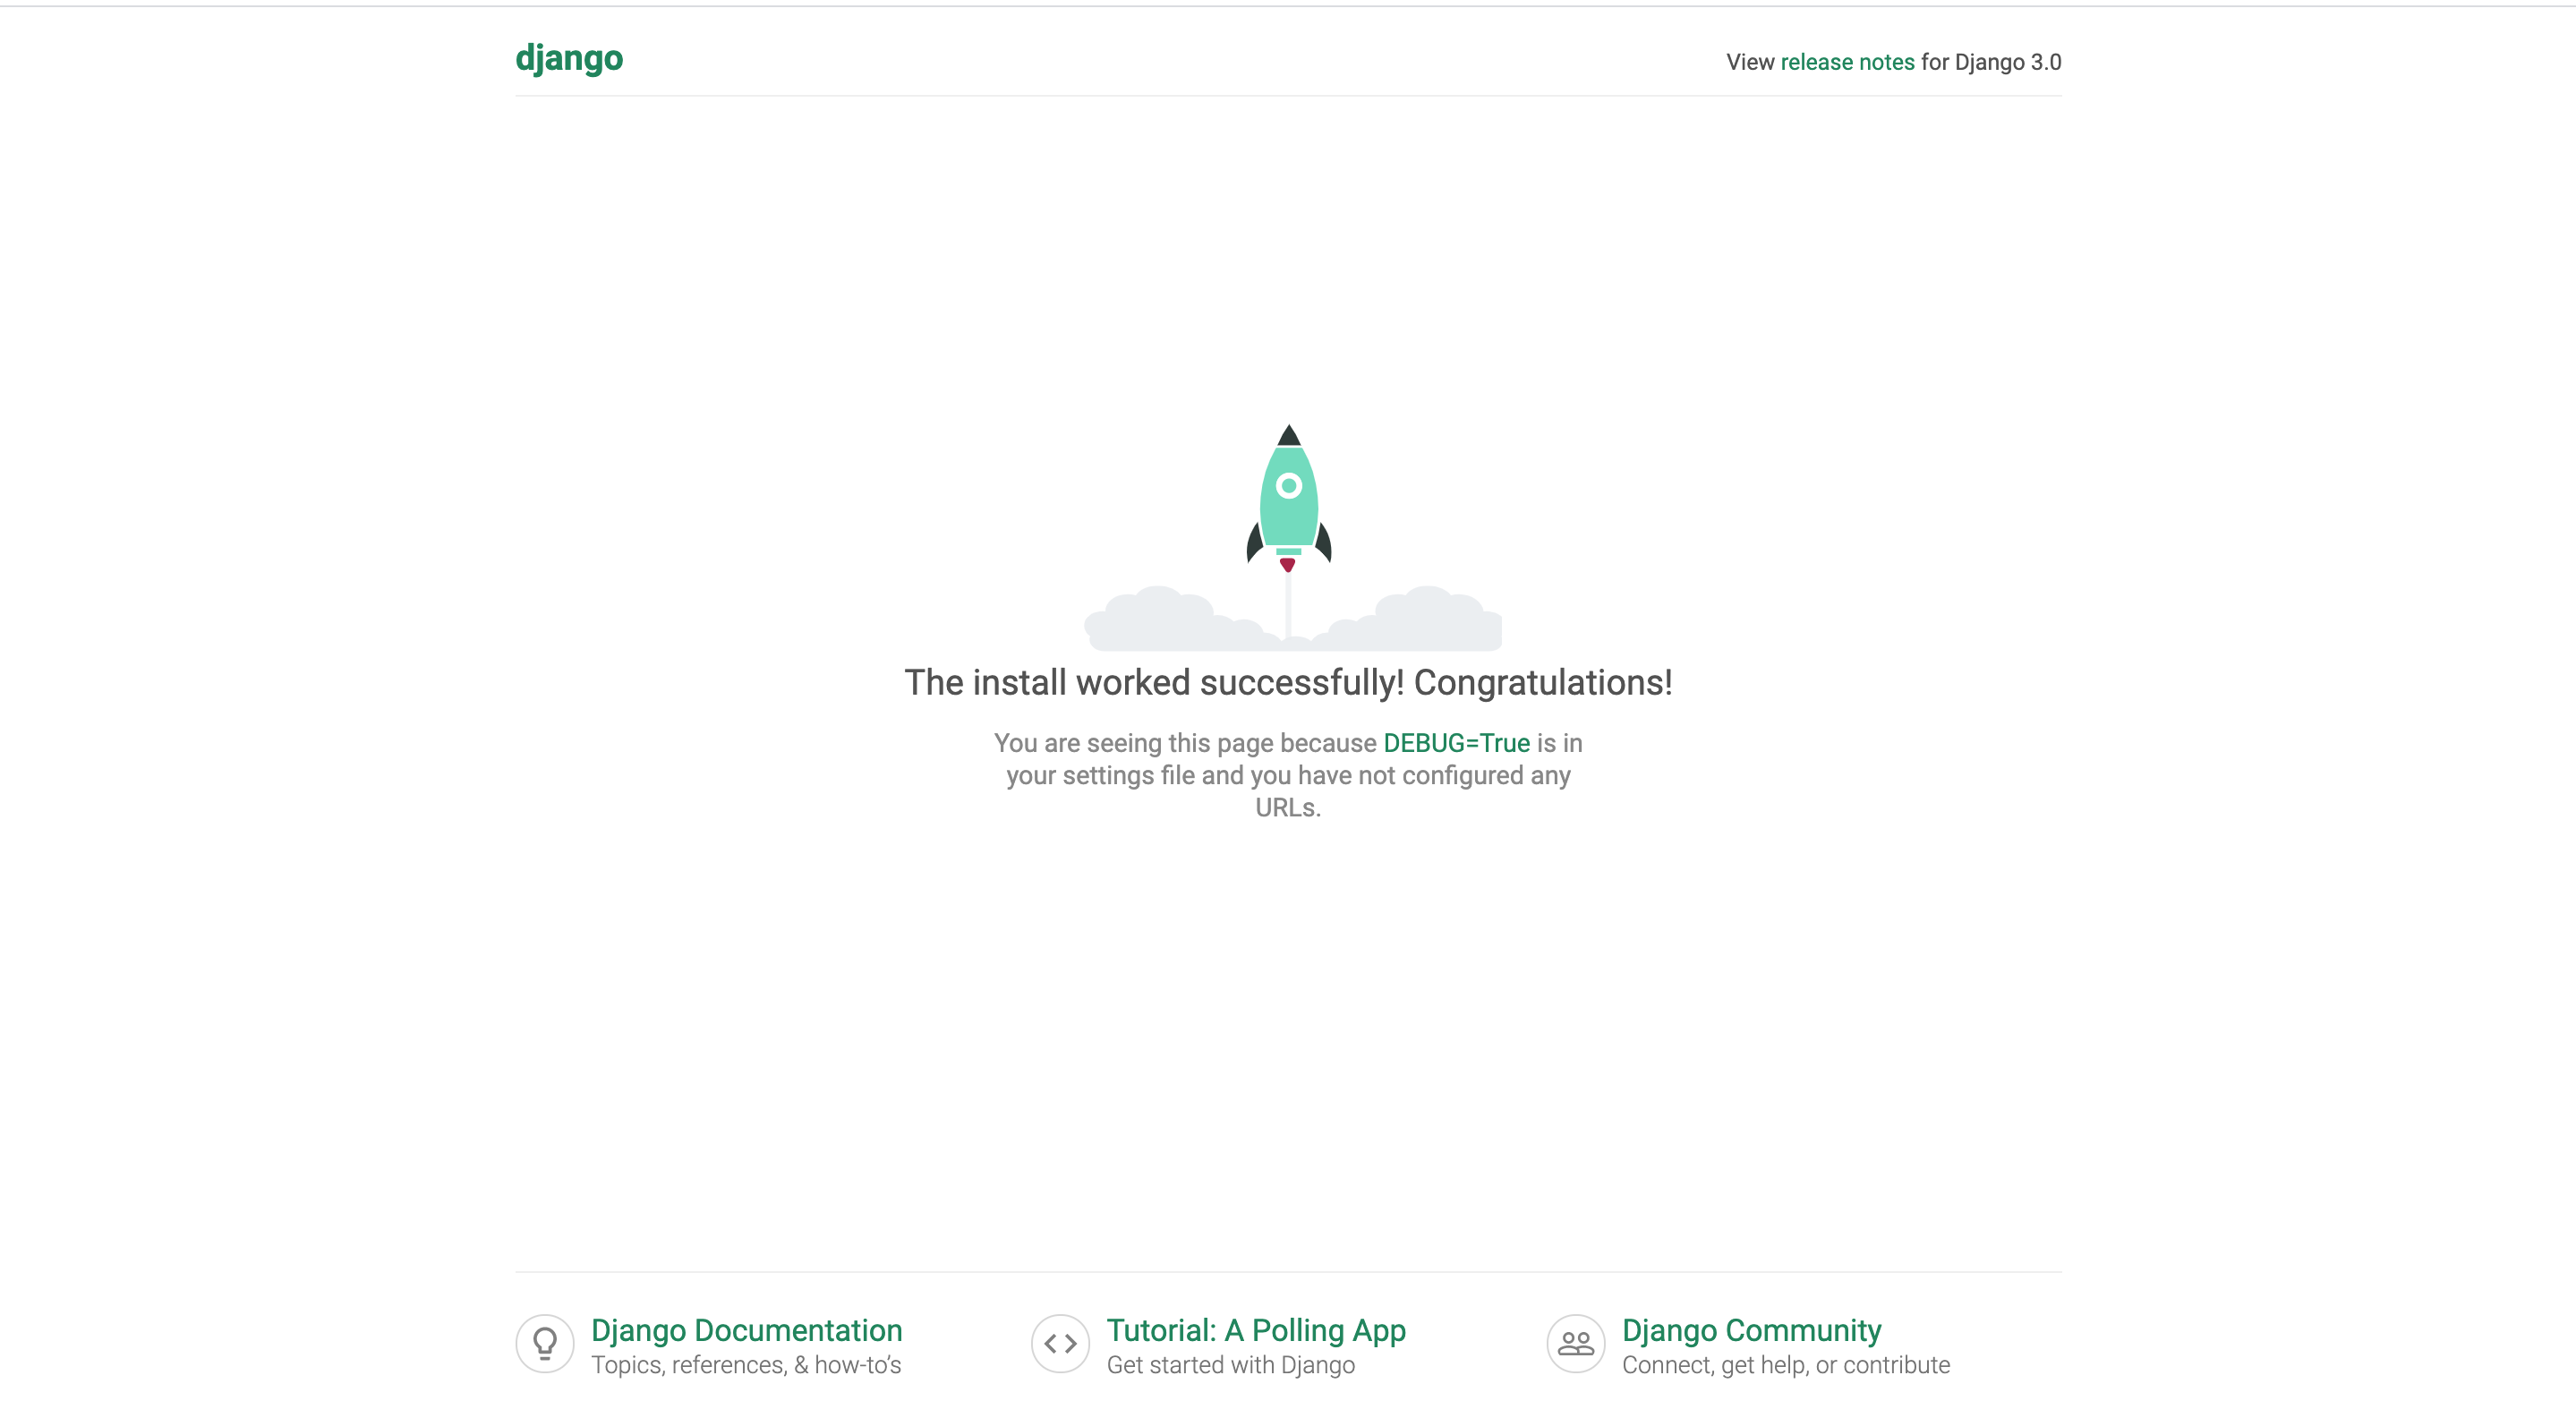 django
View release notes for Django 3.0
The install worked successfully! Congratulations!
You are seeing this page because DEBUG=True is in
your settings file and you have not configured any
URLs.
Django Documentation
Topics, references, & how-to’s
Tutorial: A Polling App
Get started with Django
Django Community
Connect, get help, or contribute